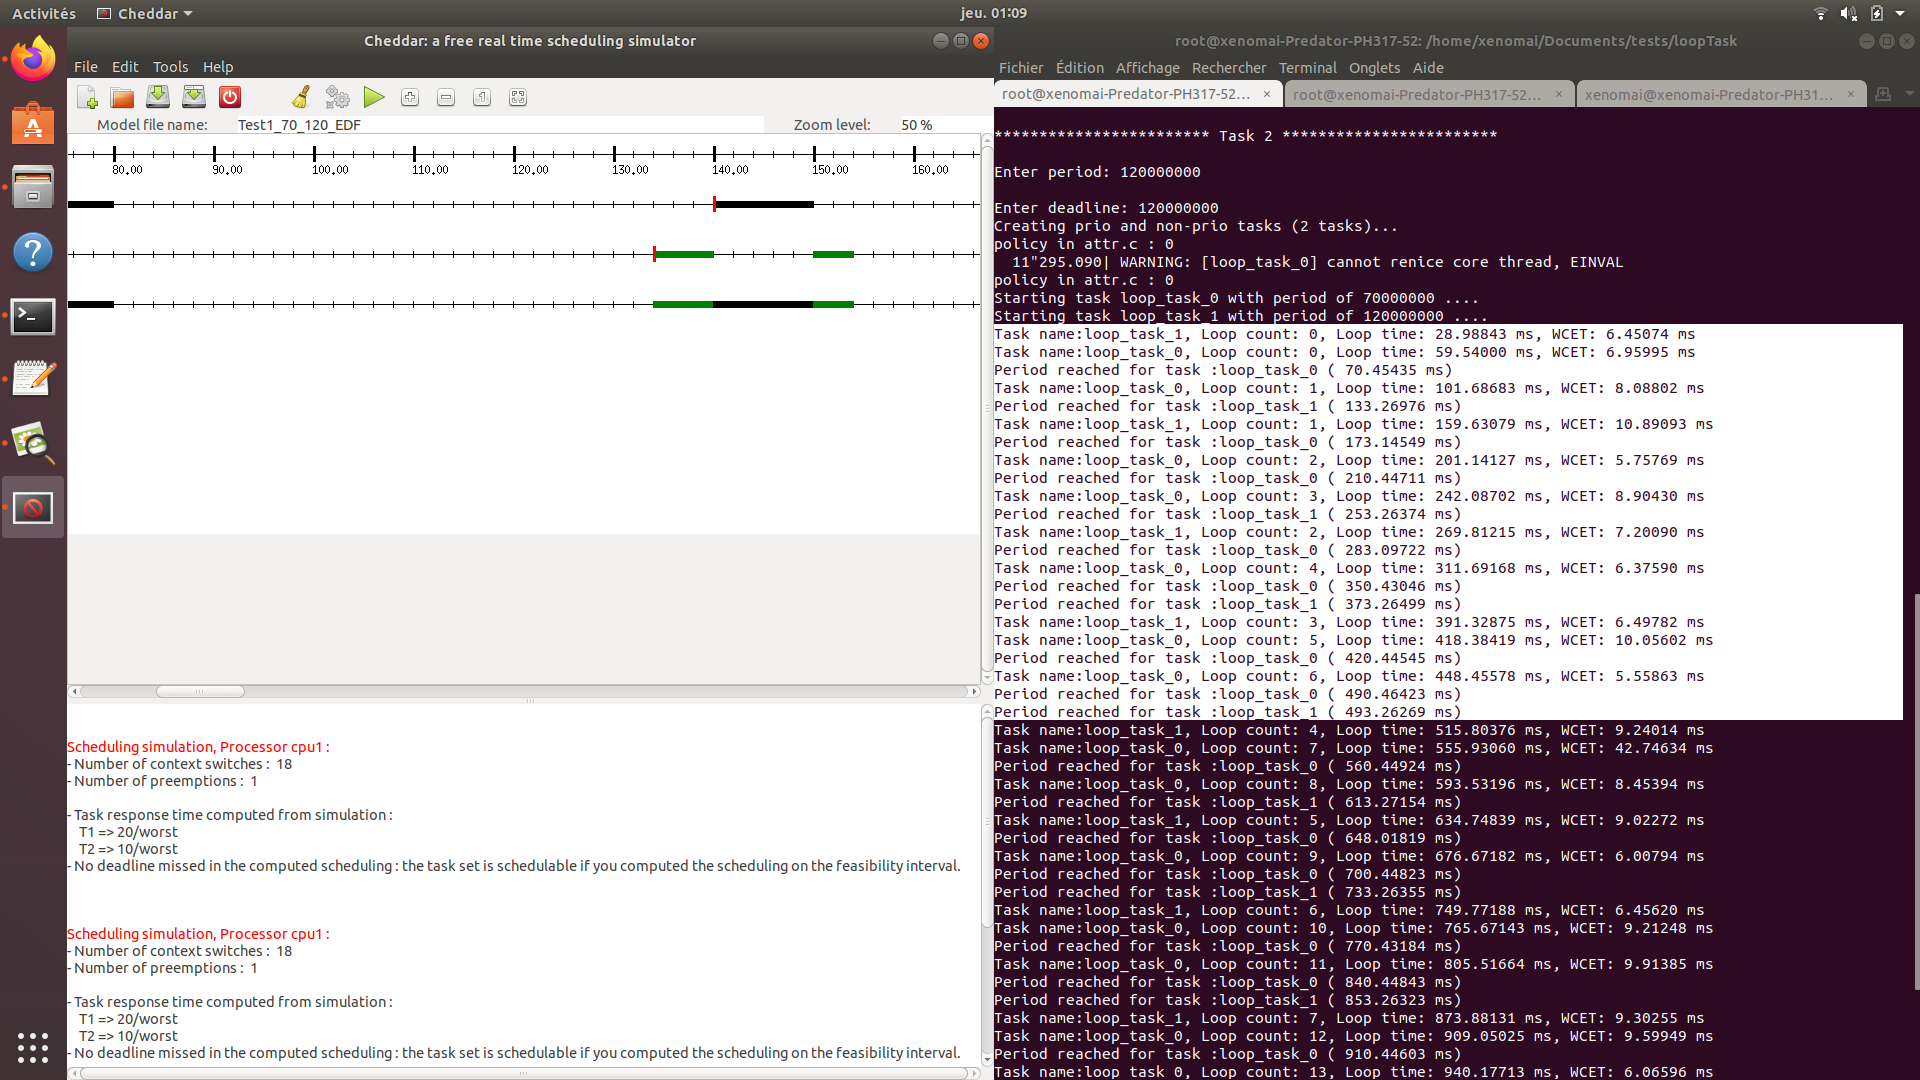 Activités
Cheddar
jeu. 01:09
Cheddar: a free real time scheduling simulator
File Edit Tools Help
Model file name: Test1_70_120_EDF
Zoom level: 50 %
80.00 90.00 100.00 110.00 120.00 130.00 140.00 150.00 160.00
Scheduling simulation, Processor cpu1 :
- Number of context switches : 18
- Number of preemptions : 1
- Task response time computed from simulation :
T1 => 20/worst
T2 => 10/worst
- No deadline missed in the computed scheduling : the task set is schedulable if you computed the scheduling on the feasibility interval.
Scheduling simulation, Processor cpu1 :
- Number of context switches : 18
- Number of preemptions : 1
- Task response time computed from simulation :
T1 => 20/worst
T2 => 10/worst
- No deadline missed in the computed scheduling : the task set is schedulable if you computed the scheduling on the feasibility interval.
root@xenomai-Predator-PH317-52: /home/xenomai/Documents/tests/loopTask
Fichier Édition Affichage Rechercher Terminal Onglets Aide
root@xenomai-Predator-PH317-52... × root@xenomai-Predator-PH317-52... × xenomai@xenomai-Predator-PH31... ×
************************ Task 2 ************************
Enter period: 120000000
Enter deadline: 120000000
Creating prio and non-prio tasks (2 tasks)...
policy in attr.c : 0
11"295.090| WARNING: [loop_task_0] cannot renice core thread, EINVAL
policy in attr.c : 0
Starting task loop_task_0 with period of 70000000 ....
Starting task loop_task_1 with period of 120000000 ....
Task name:loop_task_1, Loop count: 0, Loop time: 28.98843 ms, WCET: 6.45074 ms
Task name:loop_task_0, Loop count: 0, Loop time: 59.54000 ms, WCET: 6.95995 ms
Period reached for task :loop_task_0 ( 70.45435 ms)
Task name:loop_task_0, Loop count: 1, Loop time: 101.68683 ms, WCET: 8.08802 ms
Period reached for task :loop_task_1 ( 133.26976 ms)
Task name:loop_task_1, Loop count: 1, Loop time: 159.63079 ms, WCET: 10.89093 ms
Period reached for task :loop_task_0 ( 173.14549 ms)
Task name:loop_task_0, Loop count: 2, Loop time: 201.14127 ms, WCET: 5.75769 ms
Period reached for task :loop_task_0 ( 210.44711 ms)
Task name:loop_task_0, Loop count: 3, Loop time: 242.08702 ms, WCET: 8.90430 ms
Period reached for task :loop_task_1 ( 253.26374 ms)
Task name:loop_task_1, Loop count: 2, Loop time: 269.81215 ms, WCET: 7.20090 ms
Period reached for task :loop_task_0 ( 283.09722 ms)
Task name:loop_task_0, Loop count: 4, Loop time: 311.69168 ms, WCET: 6.37590 ms
Period reached for task :loop_task_0 ( 350.43046 ms)
Period reached for task :loop_task_1 ( 373.26499 ms)
Task name:loop_task_1, Loop count: 3, Loop time: 391.32875 ms, WCET: 6.49782 ms
Task name:loop_task_0, Loop count: 5, Loop time: 418.38419 ms, WCET: 10.05602 ms
Period reached for task :loop_task_0 ( 420.44545 ms)
Task name:loop_task_0, Loop count: 6, Loop time: 448.45578 ms, WCET: 5.55863 ms
Period reached for task :loop_task_0 ( 490.46423 ms)
Period reached for task :loop_task_1 ( 493.26269 ms)
Task name:loop_task_1, Loop count: 4, Loop time: 515.80376 ms, WCET: 9.24014 ms
Task name:loop_task_0, Loop count: 7, Loop time: 555.93060 ms, WCET: 42.74634 ms
Period reached for task :loop_task_0 ( 560.44924 ms)
Task name:loop_task_0, Loop count: 8, Loop time: 593.53196 ms, WCET: 8.45394 ms
Period reached for task :loop_task_1 ( 613.27154 ms)
Task name:loop_task_1, Loop count: 5, Loop time: 634.74839 ms, WCET: 9.02272 ms
Period reached for task :loop_task_0 ( 648.01819 ms)
Task name:loop_task_0, Loop count: 9, Loop time: 676.67182 ms, WCET: 6.00794 ms
Period reached for task :loop_task_0 ( 700.44823 ms)
Period reached for task :loop_task_1 ( 733.26355 ms)
Task name:loop_task_1, Loop count: 6, Loop time: 749.77188 ms, WCET: 6.45620 ms
Task name:loop_task_0, Loop count: 10, Loop time: 765.67143 ms, WCET: 9.21248 ms
Period reached for task :loop_task_0 ( 770.43184 ms)
Task name:loop_task_0, Loop count: 11, Loop time: 805.51664 ms, WCET: 9.91385 ms
Period reached for task :loop_task_0 ( 840.44843 ms)
Period reached for task :loop_task_1 ( 853.26323 ms)
Task name:loop_task_1, Loop count: 7, Loop time: 873.88131 ms, WCET: 9.30255 ms
Task name:loop_task_0, Loop count: 12, Loop time: 909.05025 ms, WCET: 9.59949 ms
Period reached for task :loop_task_0 ( 910.44603 ms)
Task name:loop_task_0, Loop count: 13, Loop time: 940.17713 ms, WCET: 6.06596 ms